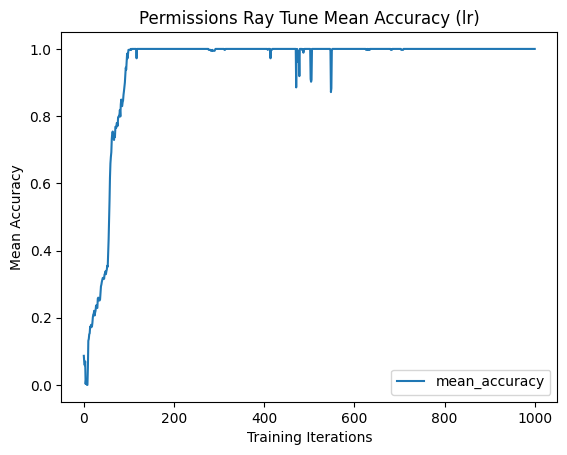 Permissions Ray Tune Mean Accuracy (lr)
1.0
0.8
0.6
0.4
0.2
0.0
Mean Accuracy
mean_accuracy
0 200 400 600 800 1000
Training Iterations